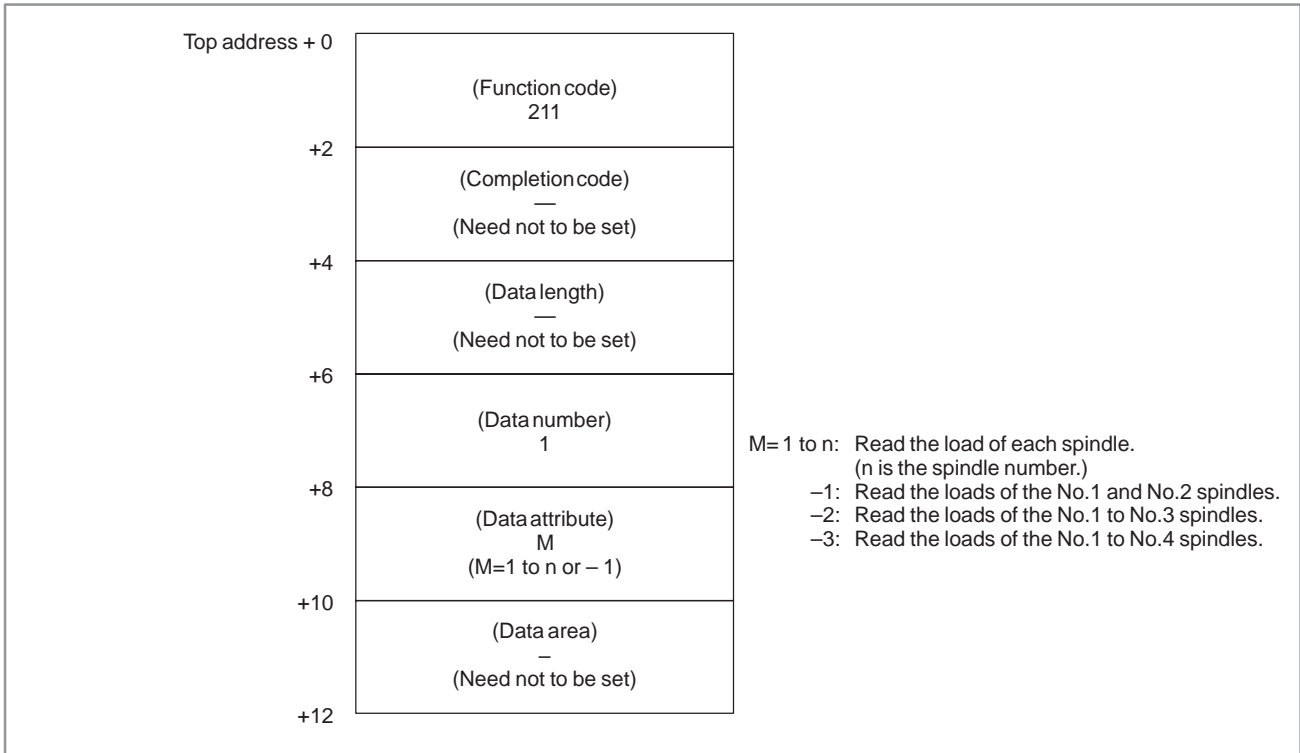 Top address + 0
(Function code)
211
+2
(Completion code)
—
(Need not to be set)
+4
(Data length)
—
(Need not to be set)
+6
(Data number)
1
M= 1 to n: Read the load of each spindle.
(n is the spindle number.)
+8
–1: Read the loads of the No.1 and No.2 spindles.
(Data attribute)
–2: Read the loads of the No.1 to No.3 spindles.
M
–3: Read the loads of the No.1 to No.4 spindles.
(M=1 to n or – 1)
+10
(Data area)
–
(Need not to be set)
+12